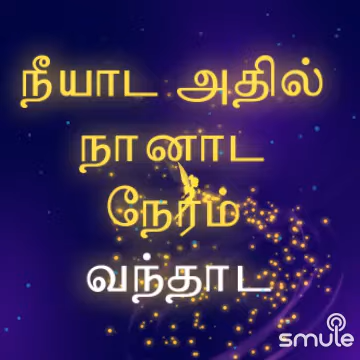 நீயாட அதில்
நானாட
நேரம்
வந்தாட
smule